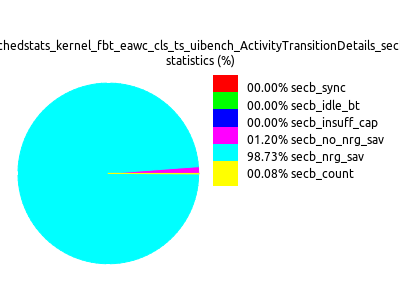 chedstats_kernel_fbt_eawc_cls_ts_uibench_ActivityTransitionDetails_sec
statistics (%)
00.00% secb_sync
00.00% secb_idle_bt
00.00% secb_insuff_cap
01.20% secb_no_nrg_sav
98.73% secb_nrg_sav
00.08% secb_count